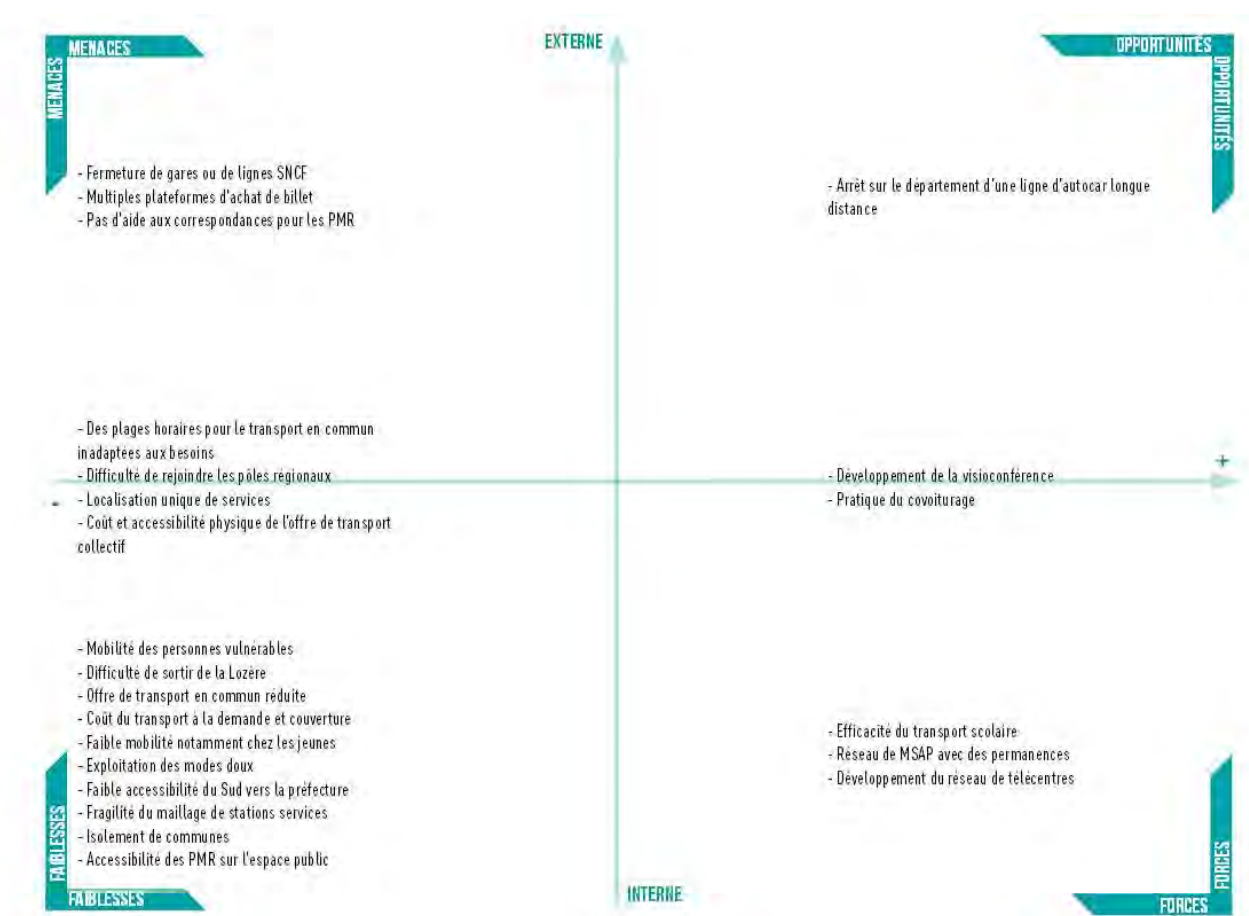 MENACES
MENACES
EXTERNE
OPPORTUNITÉS
OPPORTUNITÉS
- Fermeture de gares ou de lignes SNCF
- Multiples plateformes d'achat de billet
- Pas d'aide aux correspondances pour les PMR
- Arrêt sur le département d'une ligne d'autocar longue
distance
- Des plages horaires pour le transport en commun
inadaptées aux besoins
- Difficulté de rejoindre les pôles régionaux
- Localisation unique de services
- Coût et accessibilité physique de l'offre de transport
collectif
-
+
- Développement de la visioconférence
- Pratique du covoiturage
- Mobilité des personnes vulnérables
- Difficulté de sortir de la Lozère
- Offre de transport en commun réduite
- Coût du transport à la demande et couverture
- Faible mobilité notamment chez les jeunes
- Exploitation des modes doux
- Faible accessibilité du Sud vers la préfecture
- Fragilité du maillage de stations services
- Isolement de communes
- Accessibilité des PMR sur l'espace public
- Efficacité du transport scolaire
- Réseau de MSAP avec des permanences
- Développement du réseau de télécentres
FAIBLESSES
FAIBLESSES
INTERNE
FORCES
FORCES